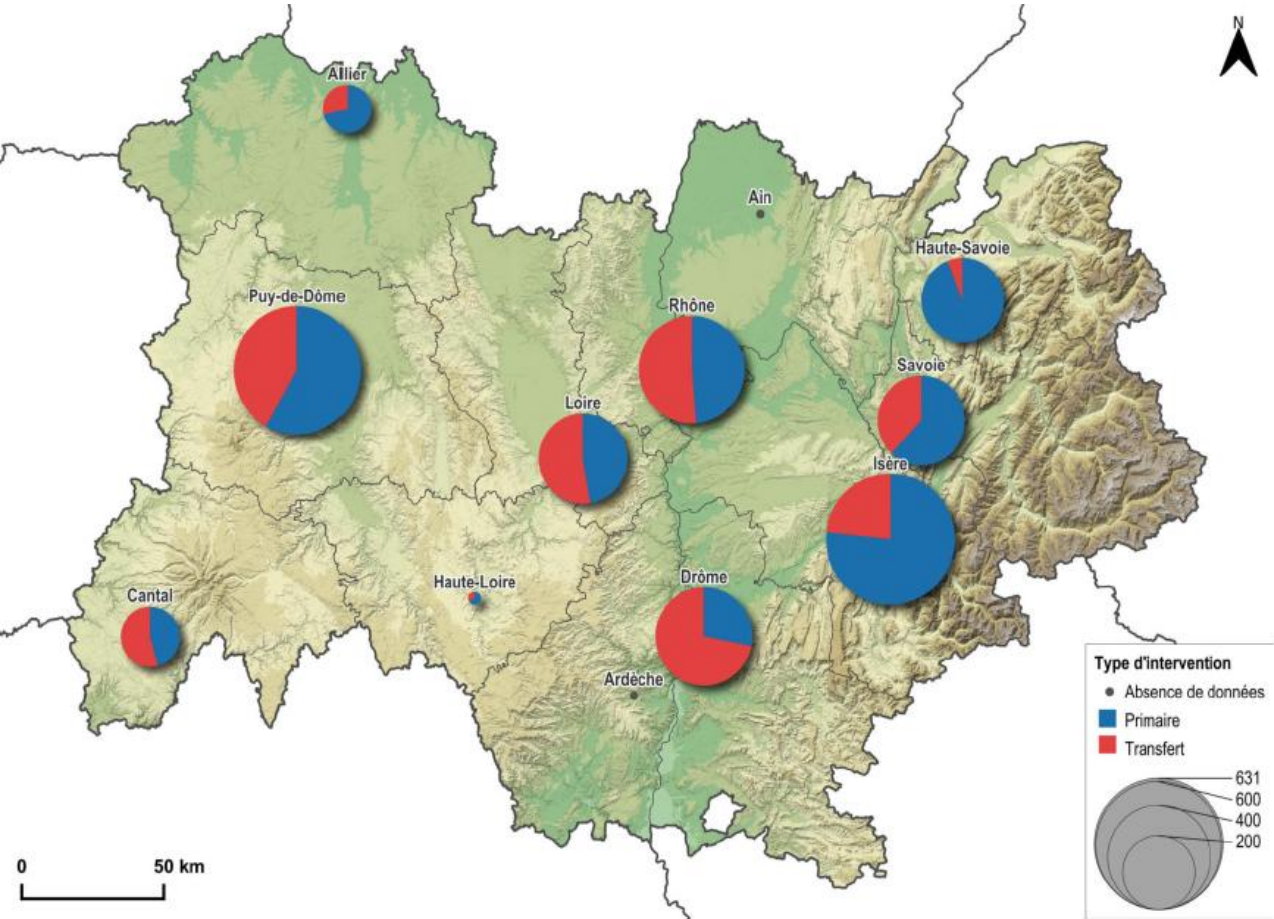 N
Allier
Ain
Haute-Savoie
Puy-de-Dôme
Rhône
Savoie
Loire
Isère
Drôme
Haute-Loire
Cantal
Ardèche
Type d'intervention
Absence de données
Primaire
Transfert
631
600
400
200
0 50 km